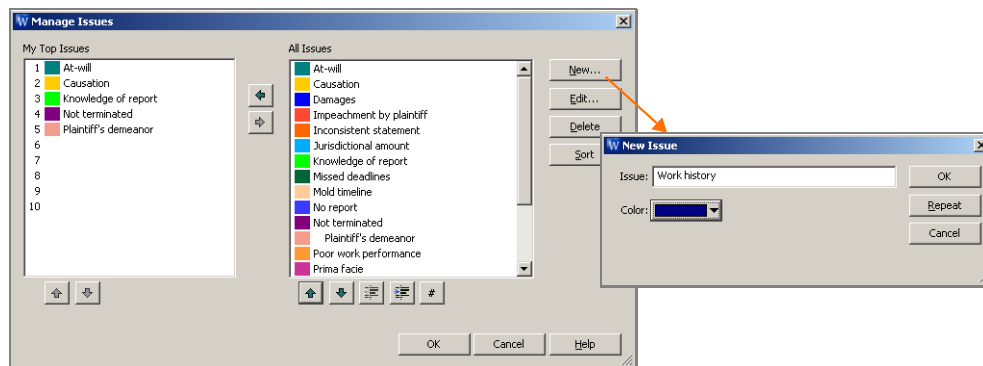 Manage Issues
My Top Issues
1 At-will
2 Causation
3 Knowledge of report
4 Not terminated
5 Plaintiff's demeanor
6
7
8
9
10
All Issues
At-will
Causation
Damages
Impeachment by plaintiff
Inconsistent statement
Jurisdictional amount
Knowledge of report
Missed deadlines
Mold timeline
No report
Not terminated
Plaintiff's demeanor
Poor work performance
Prima facie
#
New...
Edit...
Delete
Sort
OK Cancel Help
New Issue
Issue: Work history
Color:
OK
Repeat
Cancel